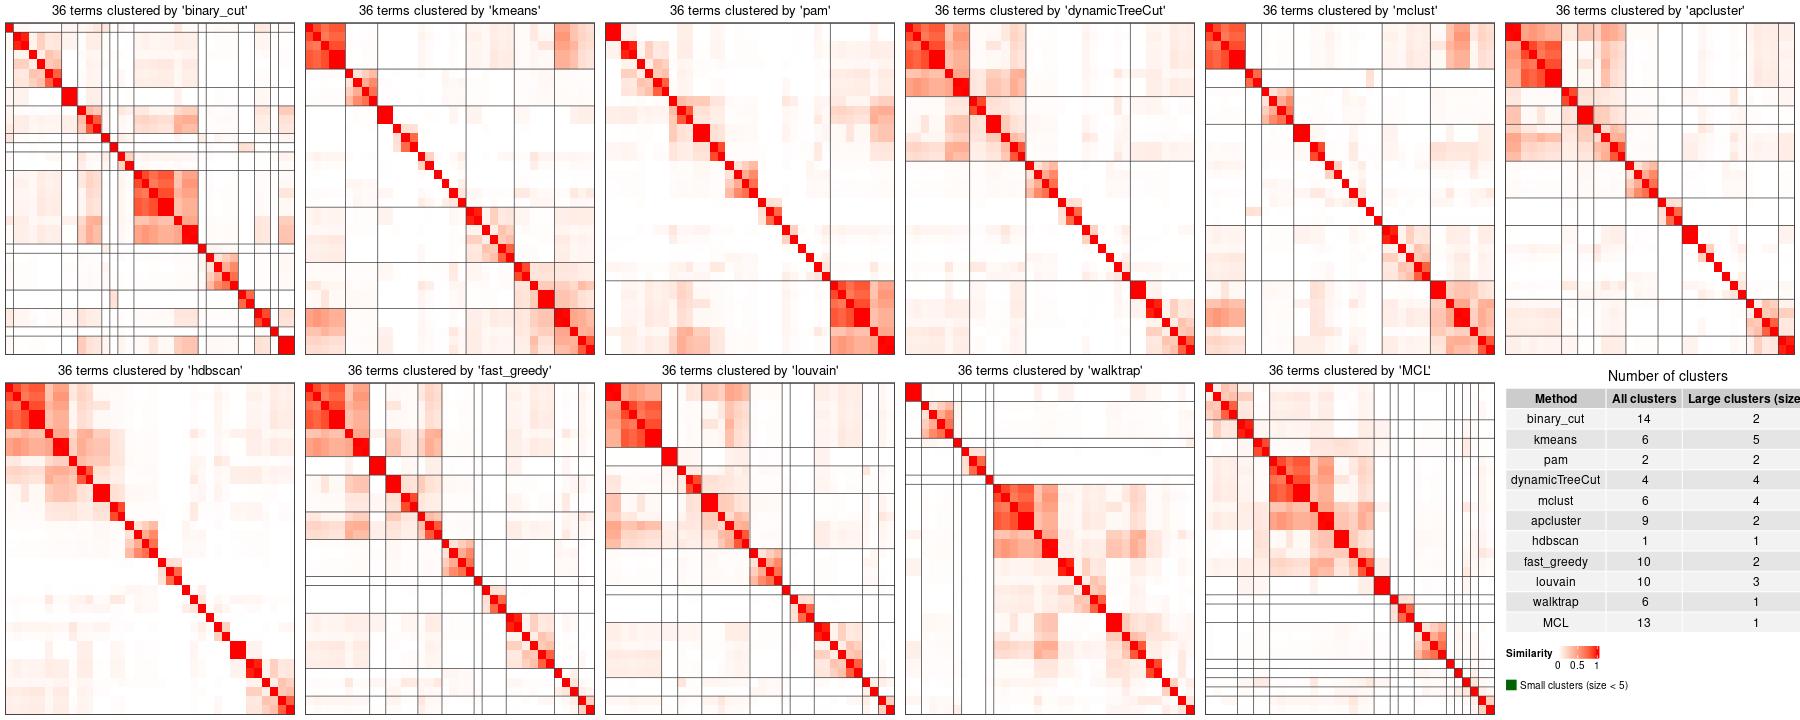 36 terms clustered by 'binary_cut'
36 terms clustered by 'kmeans'
36 terms clustered by 'pam'
36 terms clustered by 'dynamicTreeCut'
36 terms clustered by 'mclust'
36 terms clustered by 'apcluster'
36 terms clustered by 'hdbscan'
36 terms clustered by 'fast_greedy'
36 terms clustered by 'louvain'
36 terms clustered by 'walktrap'
36 terms clustered by 'MCL'
Number of clusters
Method All clusters Large clusters (size
binary_cut 14 2
kmeans 6 5
pam 2 2
dynamicTreeCut 4 4
mclust 6 4
apcluster 9 2
hdbscan 1 1
fast_greedy 10 2
louvain 10 3
walktrap 6 1
MCL 13 1
Similarity
0 0.5 1
Small clusters (size < 5)